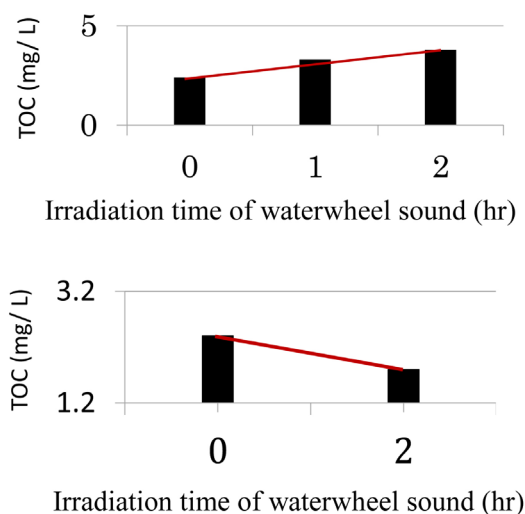 5
TOC (mg/ L)
0
0 1 2
Irradiation time of waterwheel sound (hr)
3.2
TOC (mg/ L)
1.2
0 2
Irradiation time of waterwheel sound (hr)